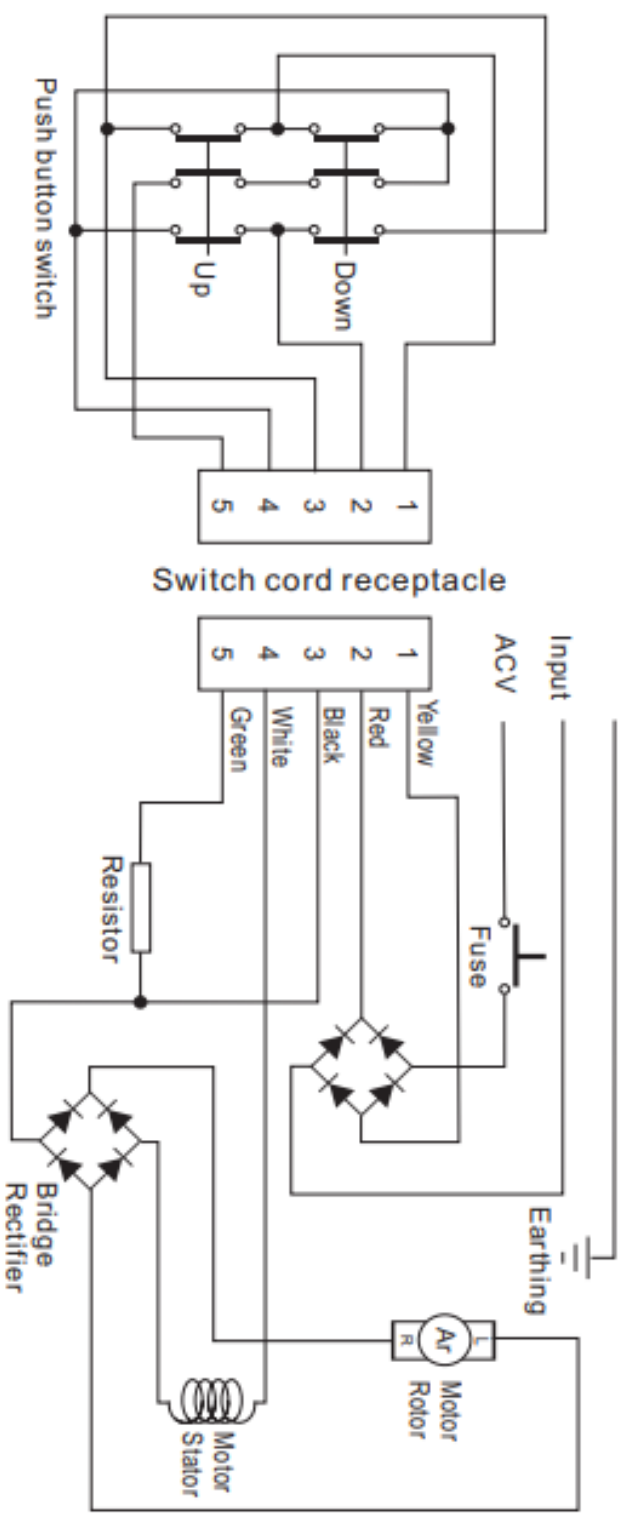 Push button switch
Up
Down
5 4 3 2 1
Switch cord receptacle
5 4 3 2 1
Green
White
Black
Red
Yellow
ACV
Input
Resistor
Fuse
Bridge
Rectifier
Earthing
R
Ar
L
Motor
Rotor
Motor
Stator